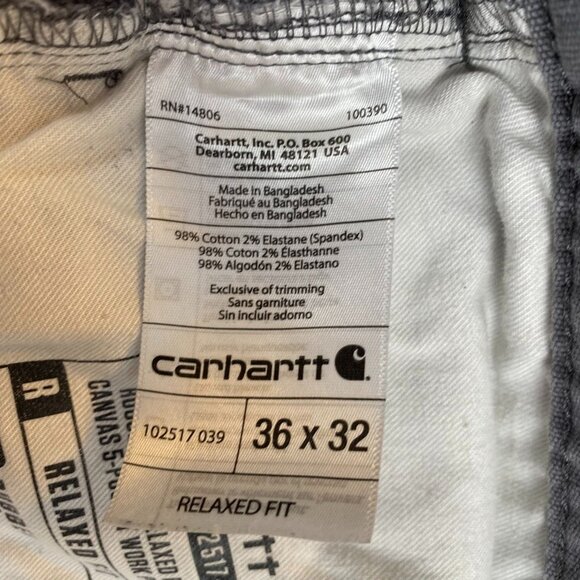 RN#14806 100390
Carhartt, Inc. P.O. Box 600
Dearborn, MI 48121 USA
carhartt.com
Made in Bangladesh
Fabriqué au Bangladesh
Hecho en Bangladesh
98% Cotton 2% Elastane (Spandex)
98% Coton 2% Élasthanne
98% Algodón 2% Elastano
Exclusive of trimming
Sans garniture
Sin incluir adorno
carhartt
102517 039 36 x 32
RELAXED FIT
R
RELAXED
CANVAS
WORK
RELAXED